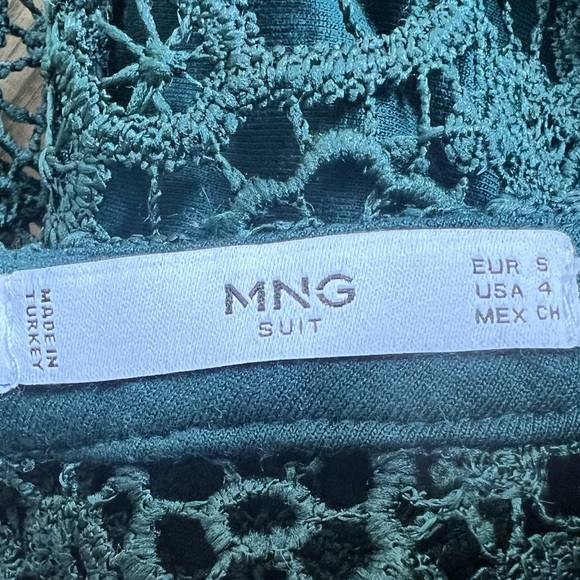 MADE IN
TURKEY
MNG
SUIT
EUR S
USA 4
MEX CH